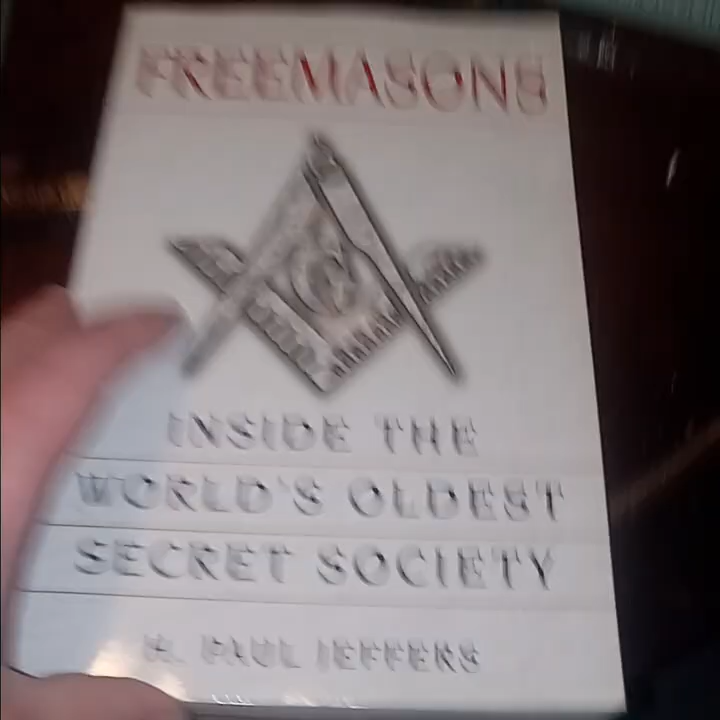 FREEMASONS
G
INSIDE THE
WORLD'S OLDEST
SECRET SOCIETY
H. PAUL JEFFERS